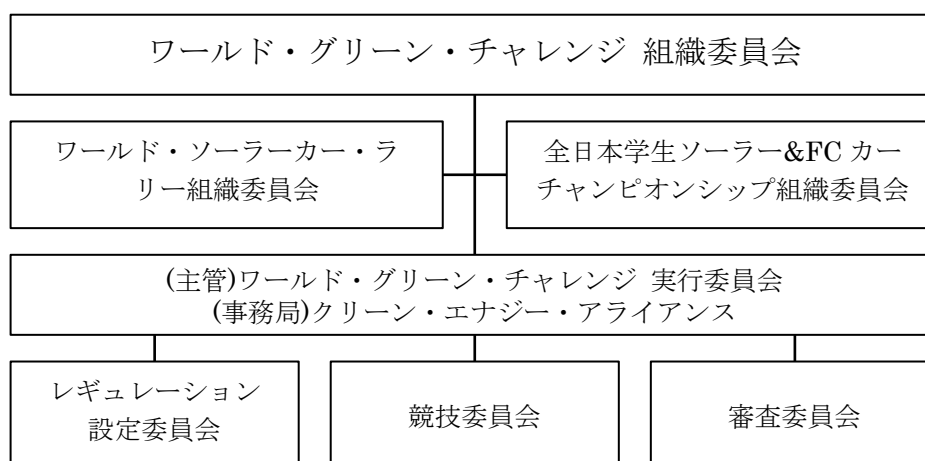 ワールド・グリーン・チャレンジ 組織委員会
ワールド・ソーラーカー・ラ
リー組織委員会
全日本学生ソーラー&FC カー
チャンピオンシップ組織委員会
(主管)ワールド・グリーン・チャレンジ 実行委員会
(事務局)クリーン・エナジー・アライアンス
レギュレーション
設定委員会
競技委員会
審査委員会